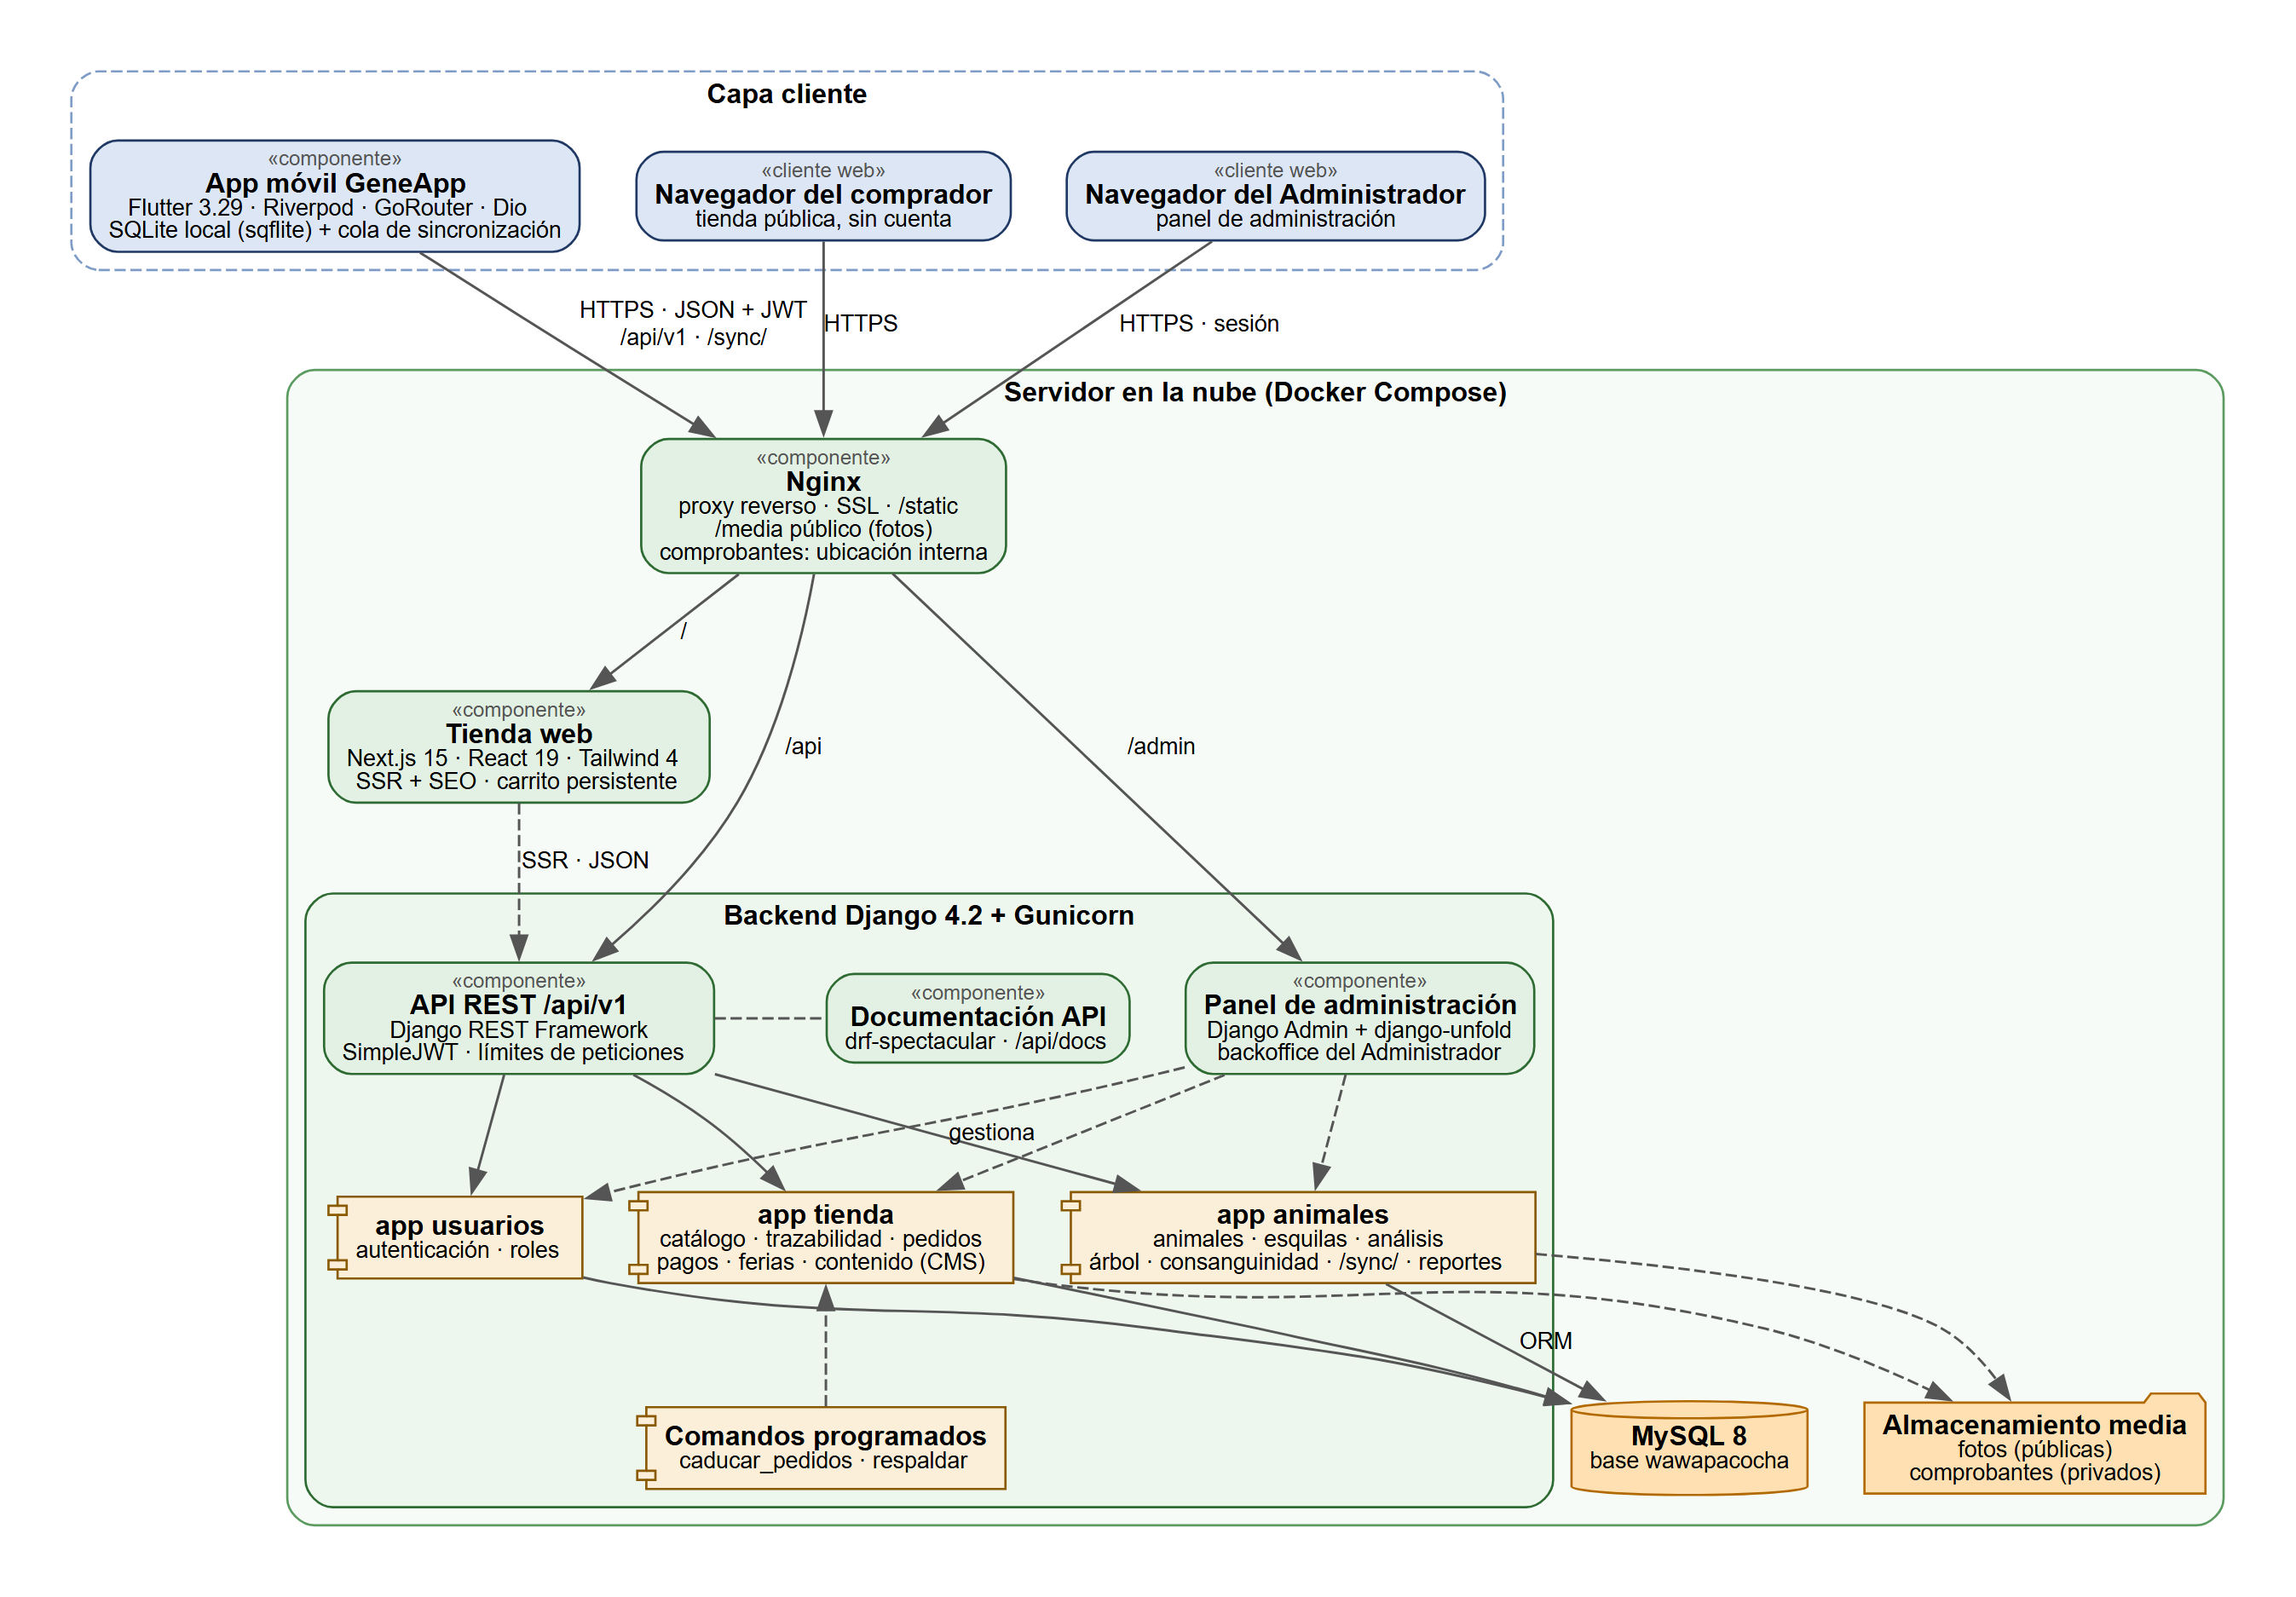 Capa cliente
«componente»
App móvil GeneApp
Flutter 3.29 · Riverpod · GoRouter · Dio
SQLite local (sqflite) + cola de sincronización
«cliente web»
Navegador del comprador
tienda pública, sin cuenta
«cliente web»
Navegador del Administrador
panel de administración
HTTPS · JSON + JWT
/api/v1 · /sync/
HTTPS
HTTPS · sesión
Servidor en la nube (Docker Compose)
«componente»
Nginx
proxy reverso · SSL · /static
/media público (fotos)
comprobantes: ubicación interna
/
/api
/admin
«componente»
Tienda web
Next.js 15 · React 19 · Tailwind 4
SSR + SEO · carrito persistente
SSR · JSON
Backend Django 4.2 + Gunicorn
«componente»
API REST /api/v1
Django REST Framework
SimpleJWT · límites de peticiones
«componente»
Documentación API
drf-spectacular · /api/docs
«componente»
Panel de administración
Django Admin + django-unfold
backoffice del Administrador
gestiona
app usuarios
autenticación · roles
app tienda
catálogo · trazabilidad · pedidos
pagos · ferias · contenido (CMS)
app animales
animales · esquilas · análisis
árbol · consanguinidad · /sync/ · reportes
ORM
Comandos programados
caducar_pedidos · respaldar
MySQL 8
base wawapacocha
Almacenamiento media
fotos (públicas)
comprobantes (privados)